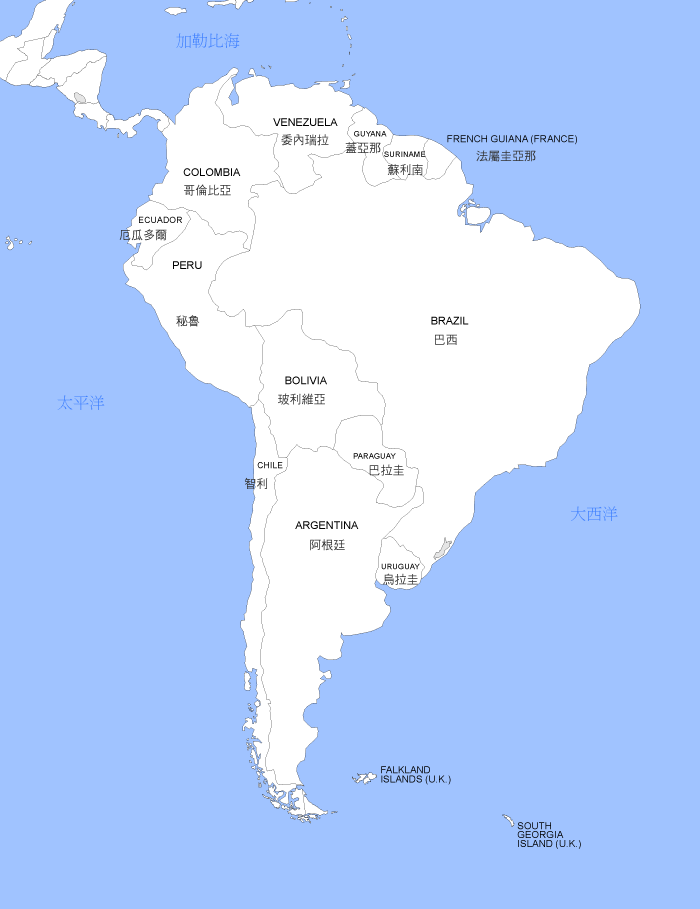 加勒比海
VENEZUELA
委內瑞拉
GUYANA
蓋亞那
FRENCH GUIANA (FRANCE)
法屬圭亞那
SURINAME
蘇利南
COLOMBIA
哥倫比亞
ECUADOR
厄瓜多爾
PERU
秘魯
BRAZIL
巴西
BOLIVIA
玻利維亞
太平洋
PARAGUAY
巴拉圭
CHILE
智利
大西洋
ARGENTINA
阿根廷
URUGUAY
烏拉圭
FALKLAND
ISLANDS (U.K.)
SOUTH
GEORGIA
ISLAND (U.K.)